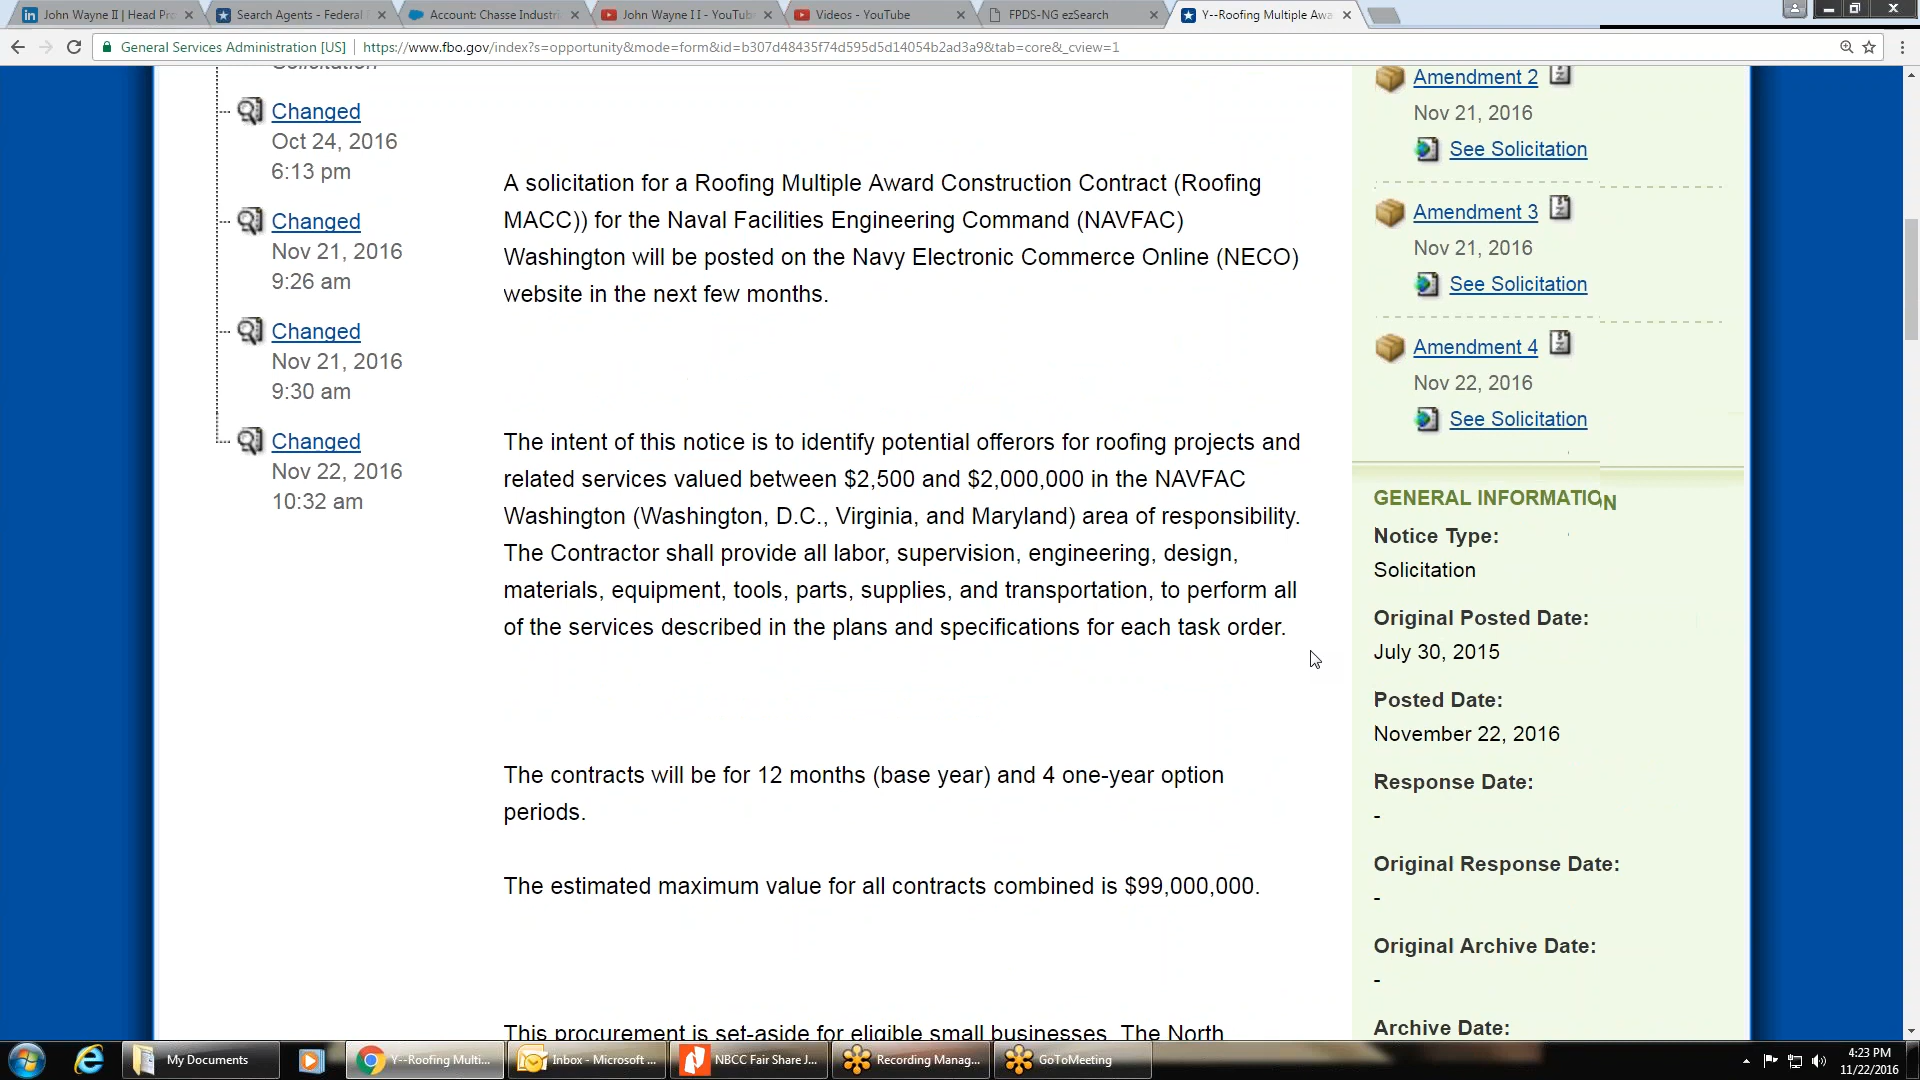 John Wayne II | Head Pro
Search Agents - Federal
Account: Chasse Industri
John Wayne I I - YouTub
Videos - YouTube
FPDS-NG ezSearch
Y--Roofing Multiple Awa
General Services Administration [US]
https://www.fbo.gov/index?s=opportunity&mode=form&id=b307d48435f74d595d5d14054b2ad3a9&tab=core&_cview=1
Solicitation
Changed
Oct 24, 2016
6:13 pm
Changed
Nov 21, 2016
9:26 am
Changed
Nov 21, 2016
9:30 am
Changed
Nov 22, 2016
10:32 am
A solicitation for a Roofing Multiple Award Construction Contract (Roofing
MACC)) for the Naval Facilities Engineering Command (NAVFAC)
Washington will be posted on the Navy Electronic Commerce Online (NECO)
website in the next few months.
The intent of this notice is to identify potential offerors for roofing projects and
related services valued between $2,500 and $2,000,000 in the NAVFAC
Washington (Washington, D.C., Virginia, and Maryland) area of responsibility.
The Contractor shall provide all labor, supervision, engineering, design,
materials, equipment, tools, parts, supplies, and transportation, to perform all
of the services described in the plans and specifications for each task order.
The contracts will be for 12 months (base year) and 4 one-year option
periods.
The estimated maximum value for all contracts combined is $99,000,000.
This procurement is set-aside for eligible small businesses. The North
Amendment 2
Nov 21, 2016
See Solicitation
Amendment 3
Nov 21, 2016
See Solicitation
Amendment 4
Nov 22, 2016
See Solicitation
GENERAL INFORMATION
Notice Type:
Solicitation
Original Posted Date:
July 30, 2015
Posted Date:
November 22, 2016
Response Date:
-
Original Response Date:
-
Original Archive Date:
-
Archive Date:
My Documents
Y--Roofing Multi...
Inbox - Microsoft ...
NBCC Fair Share J...
Recording Manag...
GoToMeeting
4:23 PM
11/22/2016